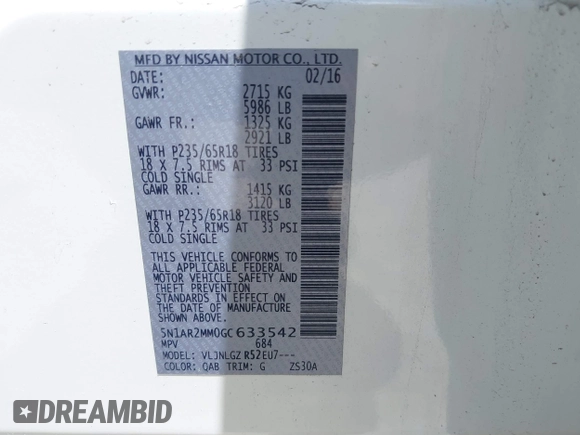 MFD BY NISSAN MOTOR CO., LTD.
DATE: 02/16
GVWR: 2715 KG
5986 LB
GAWR FR.: 1325 KG
2921 LB
WITH P235/65R18 TIRES
18 X 7.5 RIMS AT 33 PSI
COLD SINGLE
GAWR RR.: 1415 KG
3120 LB
WITH P235/65R18 TIRES
18 X 7.5 RIMS AT 33 PSI
COLD SINGLE
THIS VEHICLE CONFORMS TO
ALL APPLICABLE FEDERAL
MOTOR VEHICLE SAFETY AND
THEFT PREVENTION
STANDARDS IN EFFECT ON
THE DATE OF MANUFACTURE
SHOWN ABOVE.
5N1AR2MM0GC633542
MPV 684
MODEL: VLJNLGZ R52EU7---
COLOR: QAB TRIM: G ZS30A
DREAMBID